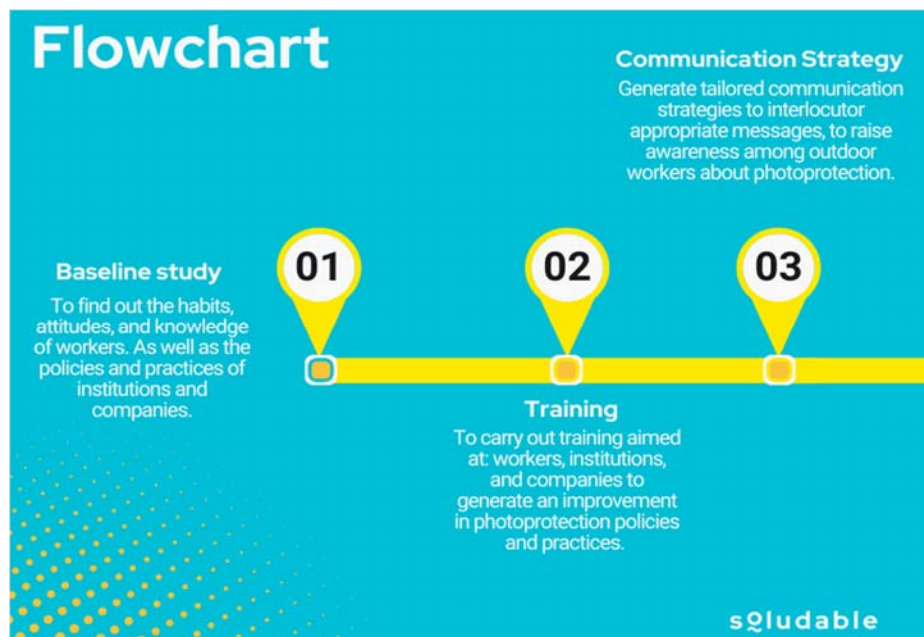 Flowchart
Communication Strategy
Generate tailored communication
strategies to interlocutor
appropriate messages, to raise
awareness among outdoor
workers about photoprotection.
01
02
03
Baseline study
To find out the habits,
attitudes, and knowledge
of workers. As well as the
policies and practices of
institutions and
companies.
Training
To carry out training aimed
at: workers, institutions,
and companies to
generate an improvement
in photoprotection policies
and practices.
soludable